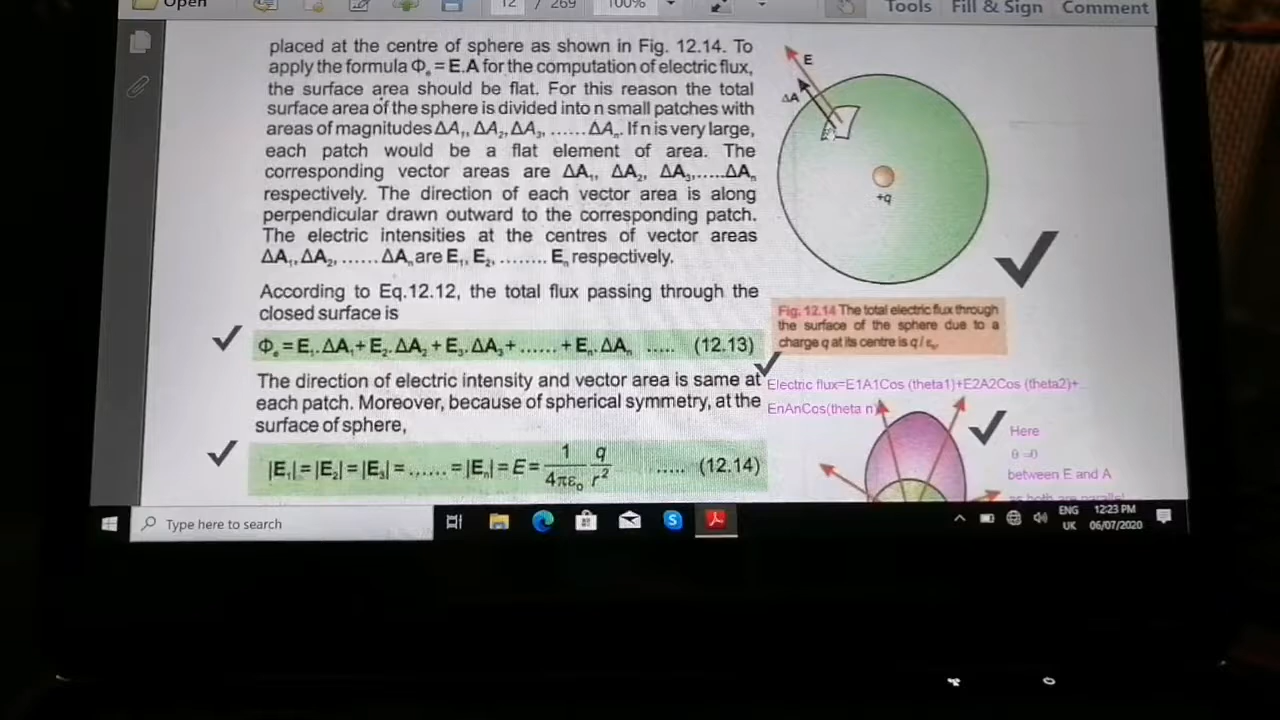 Open
12 / 269
100%
Tools
Fill & Sign
Comment
placed at the centre of sphere as shown in Fig. 12.14. To
apply the formula Φₑ = E.A for the computation of electric flux,
the surface area should be flat. For this reason the total
surface area of the sphere is divided into n small patches with
areas of magnitudes ΔA₁, ΔA₂, ΔA₃, ...... ΔAₙ. If n is very large,
each patch would be a flat element of area. The
corresponding vector areas are ΔA₁, ΔA₂, ΔA₃,.....ΔAₙ
respectively. The direction of each vector area is along
perpendicular drawn outward to the corresponding patch.
The electric intensities at the centres of vector areas
ΔA₁, ΔA₂, ...... ΔAₙ are E₁, E₂, ........ Eₙ respectively.
According to Eq.12.12, the total flux passing through the
closed surface is
Φₑ = E₁.ΔA₁ + E₂.ΔA₂ + E₃.ΔA₃ + ...... + Eₙ.ΔAₙ ..... (12.13)
The direction of electric intensity and vector area is same at
each patch. Moreover, because of spherical symmetry, at the
surface of sphere,
|E₁| = |E₂| = |E₃| = ...... = |Eₙ| = E = 1/4πε₀ q/r² ..... (12.14)
E
ΔA
+q
Fig: 12.14 The total electric flux through
the surface of the sphere due to a
charge q at its centre is q / ε₀.
Electric flux=E1A1Cos (theta1)+E2A2Cos (theta2)+...
EnAnCos(theta n)
Here
θ =0
between E and A
as both are parallel
Type here to search
ENG
UK
12:23 PM
06/07/2020